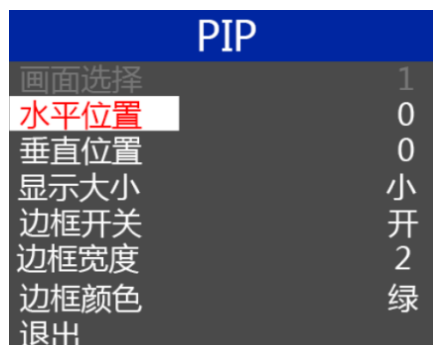 PIP
画面选择 1
水平位置 0
垂直位置 0
显示大小 小
边框开关 开
边框宽度 2
边框颜色 绿
退出